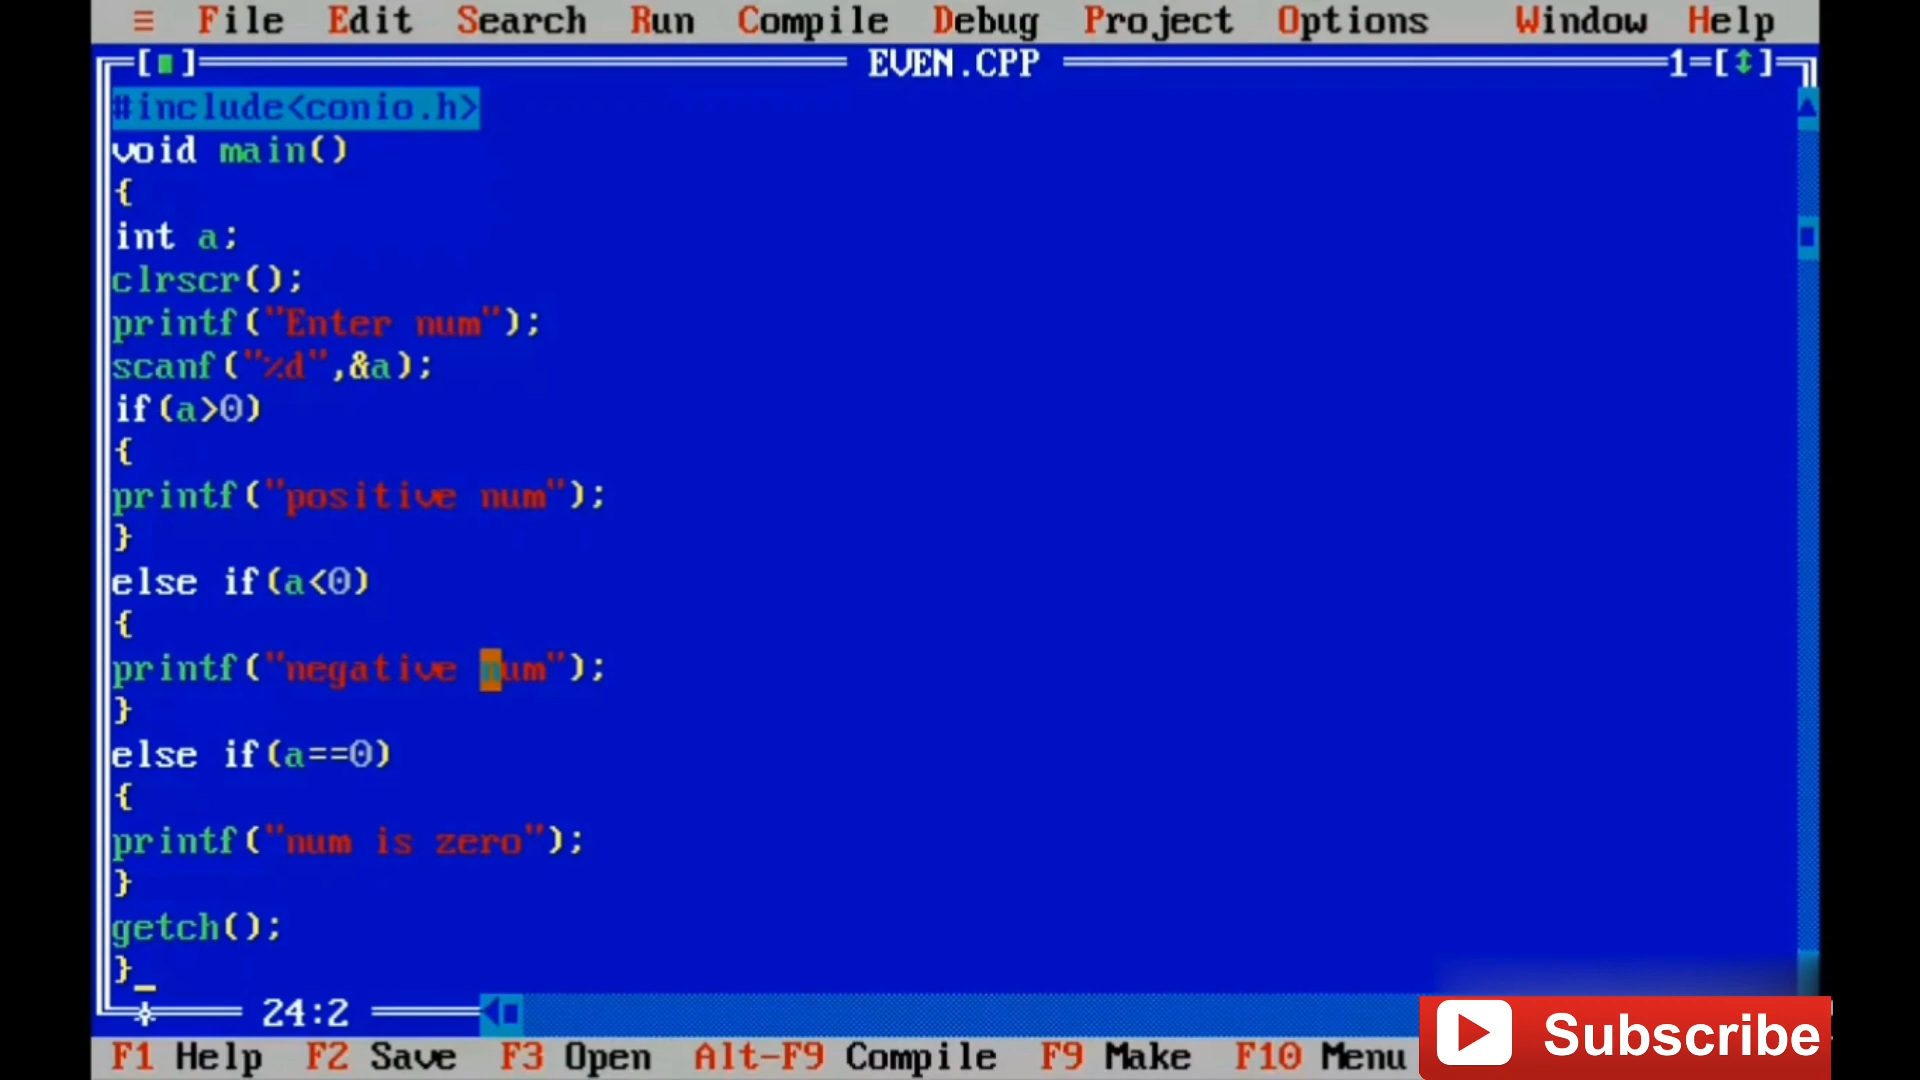 ≡ File Edit Search Run Compile Debug Project Options Window Help
[■] EVEN.CPP 1=[↕]
#include<conio.h>
void main()
{
int a;
clrscr();
printf("Enter num");
scanf("%d",&a);
if(a>0)
{
printf("positive num");
}
else if(a<0)
{
printf("negative num");
}
else if(a==0)
{
printf("num is zero");
}
getch();
}_
24:2
F1 Help F2 Save F3 Open Alt-F9 Compile F9 Make F10 Menu
Subscribe